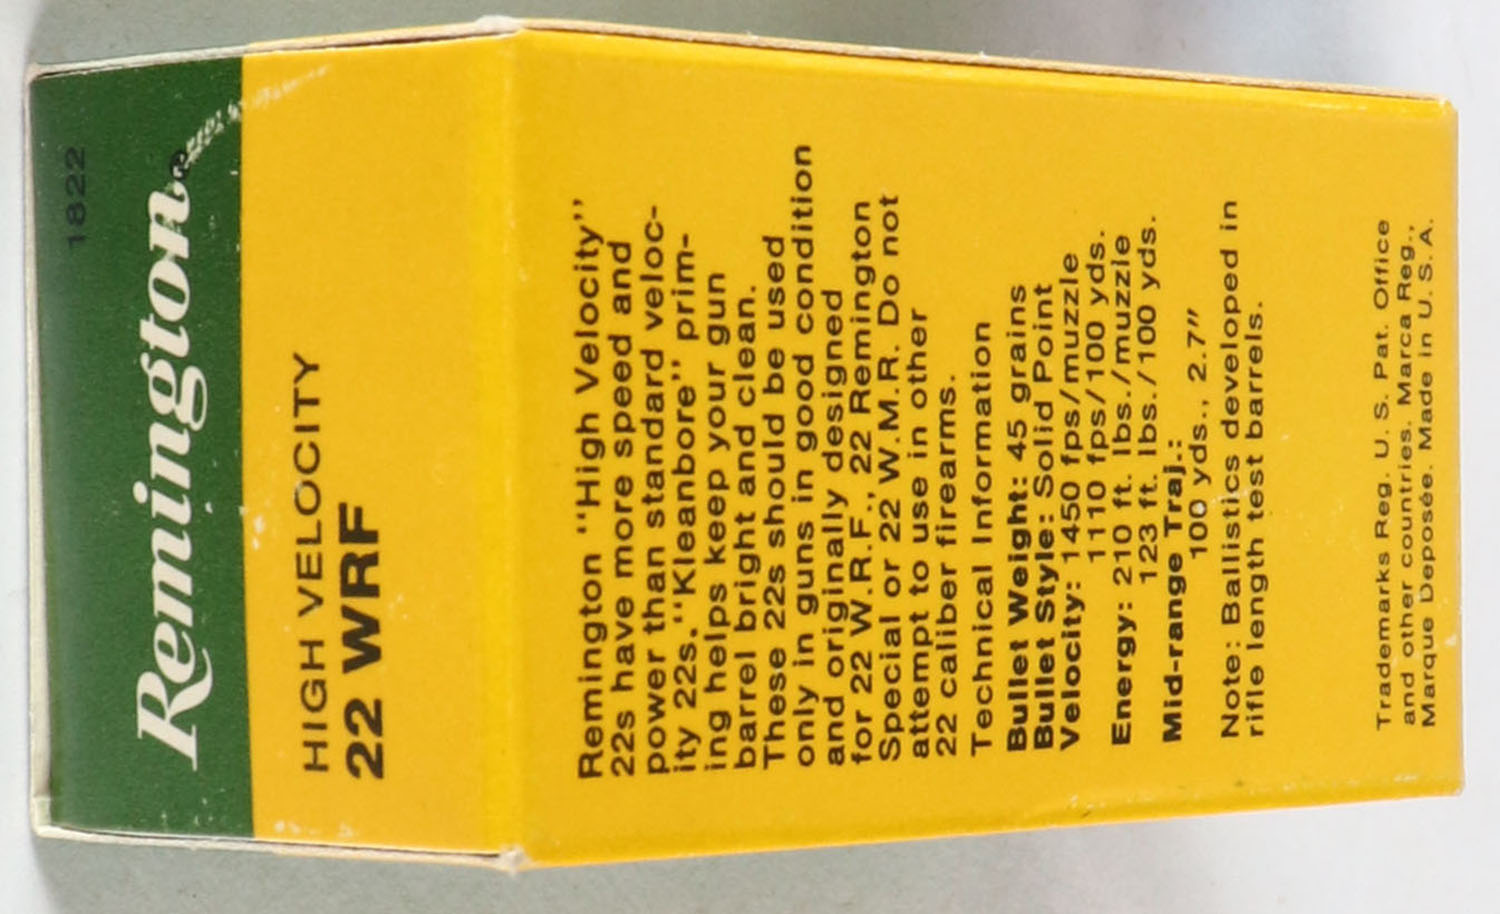 1822
Remington®
HIGH VELOCITY
22 WRF
Remington "High Velocity"
22s have more speed and
power than standard veloc-
ity 22s. "Kleanbore" prim-
ing helps keep your gun
barrel bright and clean.
These 22s should be used
only in guns in good condition
and originally designed
for 22 W.R.F., 22 Remington
Special or 22 W.M.R. Do not
attempt to use in other
22 caliber firearms.
Technical Information
Bullet Weight: 45 grains
Bullet Style: Solid Point
Velocity: 1450 fps/muzzle
1110 fps/100 yds.
Energy: 210 ft. lbs./muzzle
123 ft. lbs./100 yds.
Mid-range Traj.:
100 yds., 2.7"
Note: Ballistics developed in
rifle length test barrels.
Trademarks Reg. U.S. Pat. Office
and other countries. Marca Reg.,
Marque Deposée. Made in U.S.A.